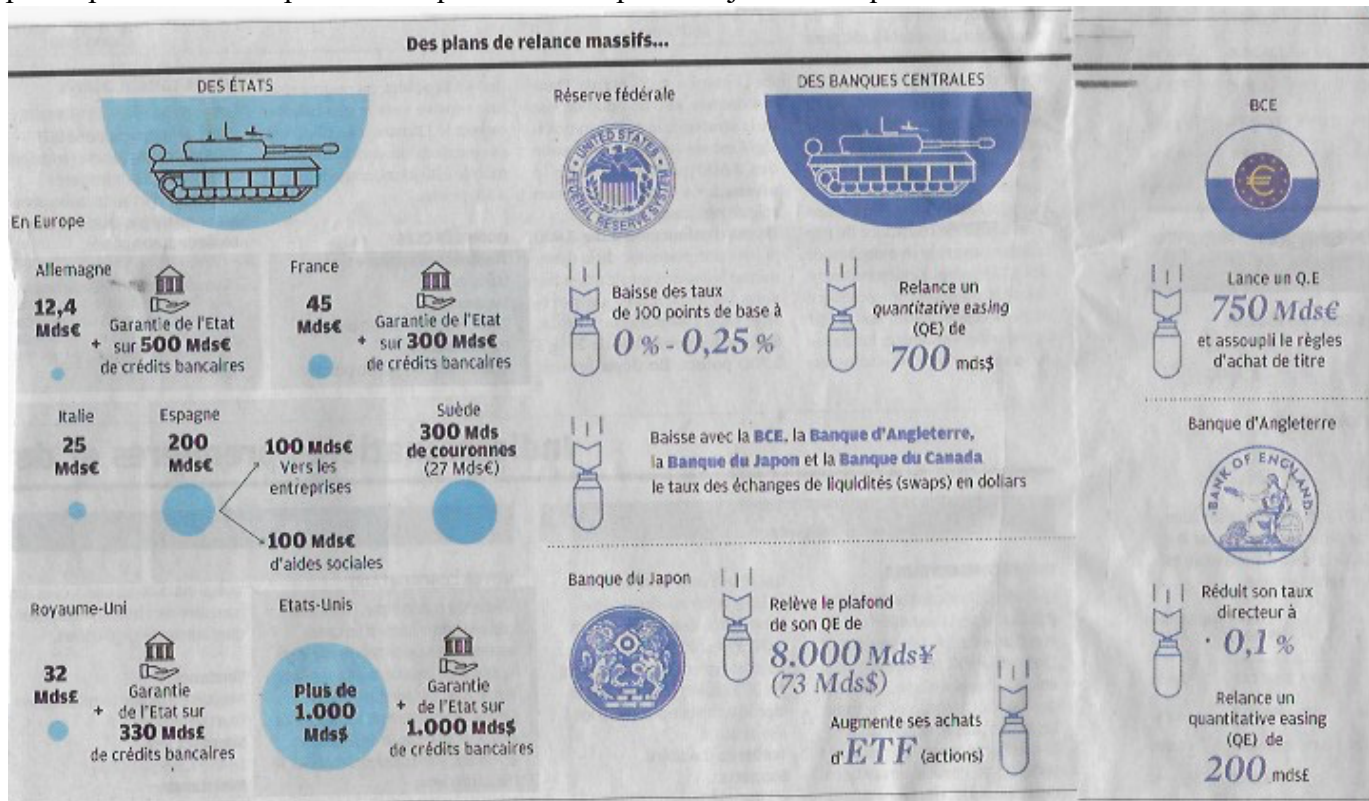 Des plans de relance massifs...
DES ÉTATS
En Europe
Allemagne
12,4
Mds€
+
Garantie de l'Etat
sur 500 Mds€
de crédits bancaires
France
45
Mds€
+
Garantie de l'Etat
sur 300 Mds€
de crédits bancaires
Italie
25
Mds€
Espagne
200
Mds€
100 Mds€
Vers les
entreprises
100 Mds€
d'aides sociales
Suède
300 Mds
de couronnes
(27 Mds€)
Royaume-Uni
32
Mds£
+
Garantie
de l'Etat sur
330 Mds£
de crédits bancaires
Etats-Unis
Plus de
1.000
Mds$
+
Garantie
de l'Etat sur
1.000 Mds$
de crédits bancaires
DES BANQUES CENTRALES
Réserve fédérale
UNITED STATES
FEDERAL RESERVE SYSTEM
Baisse des taux
de 100 points de base à
0 % - 0,25 %
Relance un
quantitative easing
(QE) de
700 mds$
Baisse avec la BCE, la Banque d'Angleterre,
la Banque du Japon et la Banque du Canada
le taux des échanges de liquidités (swaps) en dollars
Banque du Japon
Relève le plafond
de son QE de
8.000 Mds¥
(73 Mds$)
Augmente ses achats
d'ETF (actions)
BCE
€
Lance un Q.E
750 Mds€
et assoupli le règles
d'achat de titre
Banque d'Angleterre
BANK OF ENGLAND
Réduit son taux
directeur à
0,1 %
Relance un
quantitative easing
(QE) de
200 mds£